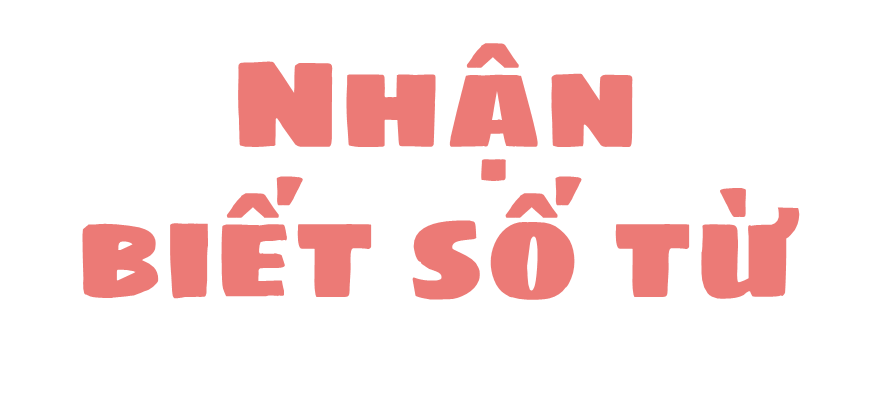 Nhận
biết số từ